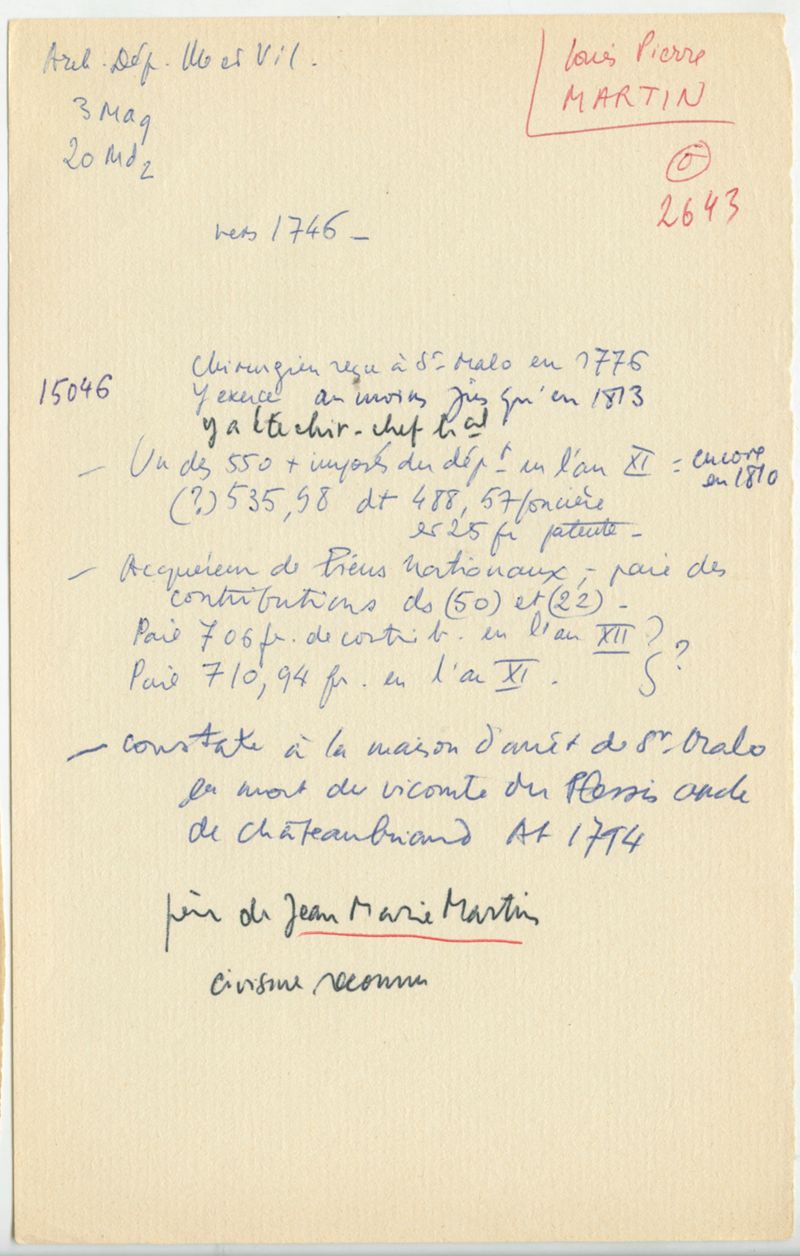 Arch. Dép. Ille et Vil.
3 Mag
20 Md2
Louis Pierre
MARTIN
2643
vers 1746 -
15046
Chirurgien reçu à St-Malo en 1776
Y exerce au moins jusqu'en 1813
y a été chir-chef
- Un des 550 + imposés du dépt en l'an XI = encore
en 1810
(?) 535,98 dt 488,57 foncière
et 25 fr patente -
- Acquéreur de biens nationaux, - paie des
contributions ds (50) et (22) -
Paie 706 fr. de contrib. en l'an XII ?
Paie 710,94 fr. en l'an XI. ?
- constate à la maison d'arrêt de St-Malo
la mort du vicomte du Plessis oncle
de Châteaubriand At 1794
père de Jean Marie Martin
civisme reconnu